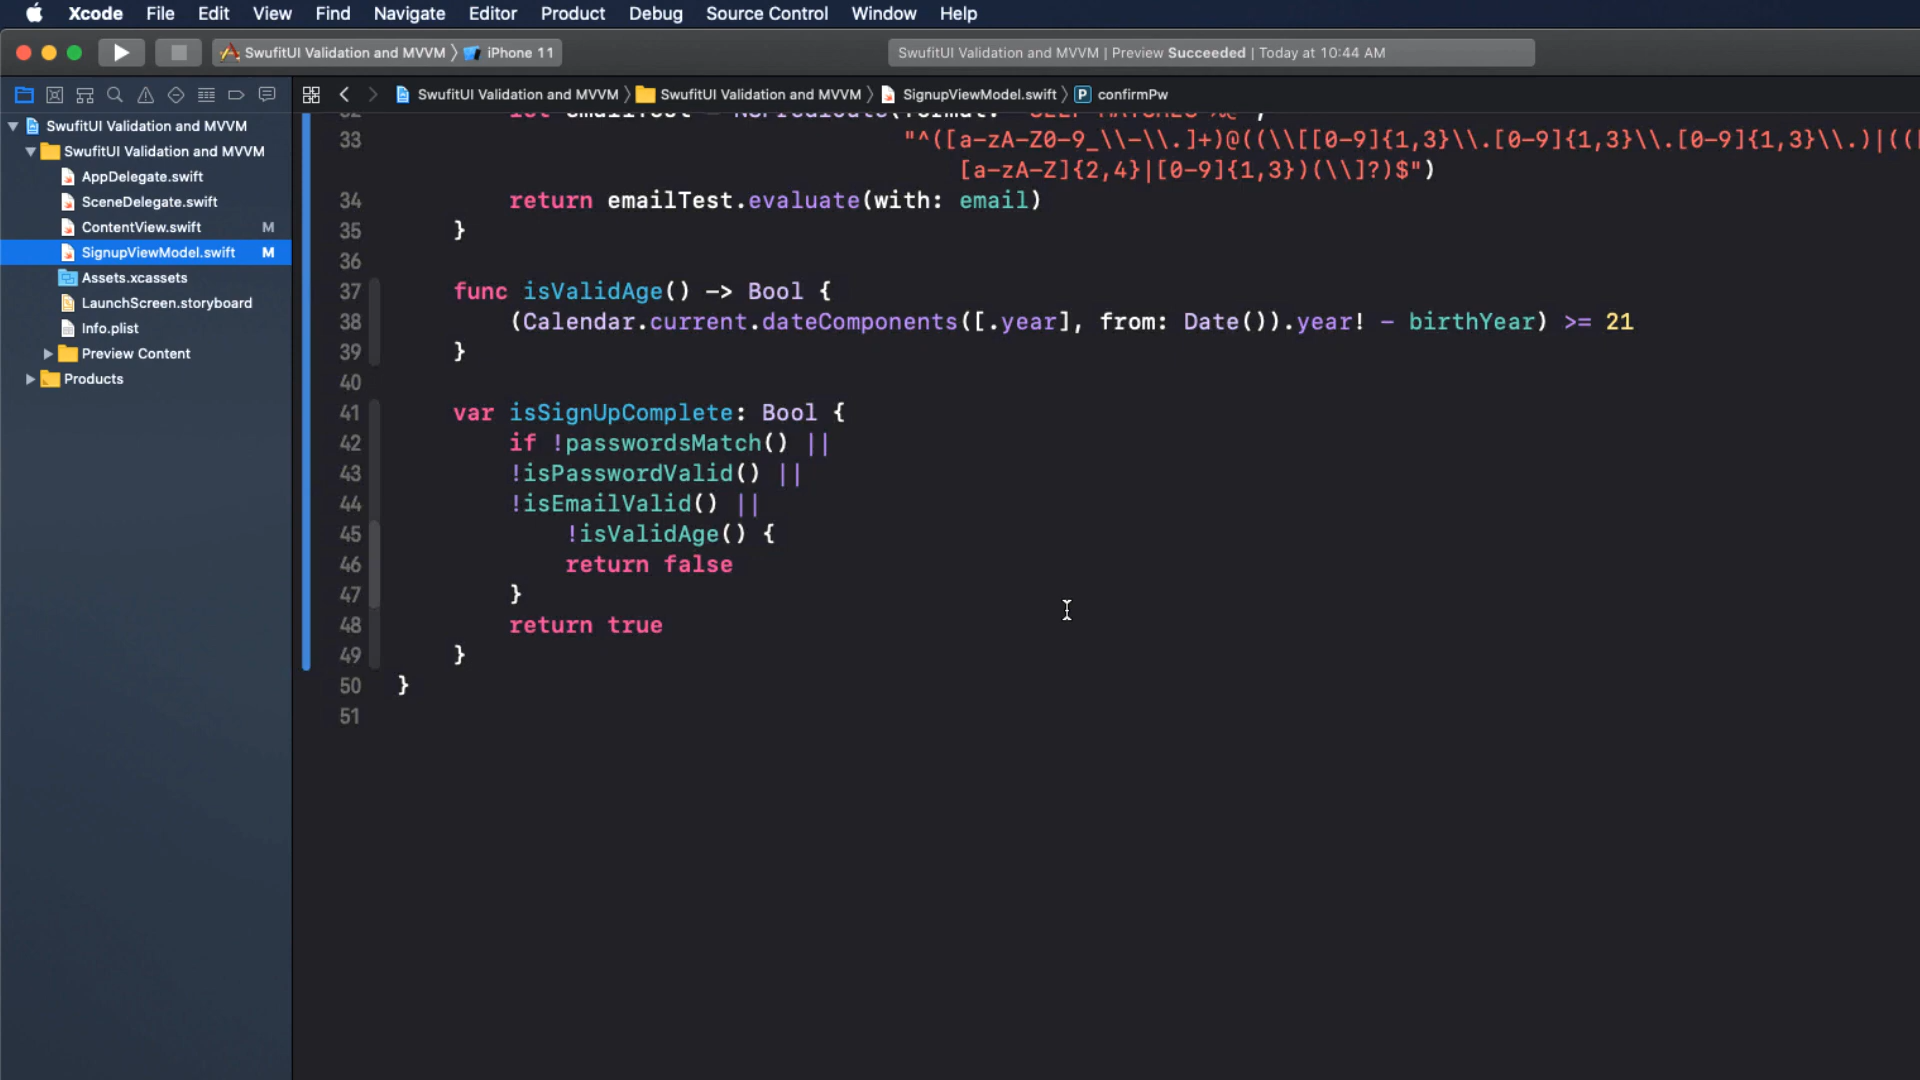 Xcode File Edit View Find Navigate Editor Product Debug Source Control Window Help
SwufitUI Validation and MVVM 〉 iPhone 11
SwufitUI Validation and MVVM | Preview Succeeded | Today at 10:44 AM
SwufitUI Validation and MVVM 〉 SwufitUI Validation and MVVM 〉 SignupViewModel.swift 〉 P confirmPw
SwufitUI Validation and MVVM
SwufitUI Validation and MVVM
AppDelegate.swift
SceneDelegate.swift
ContentView.swift M
SignupViewModel.swift M
Assets.xcassets
LaunchScreen.storyboard
Info.plist
Preview Content
Products
33 "^([a-zA-Z0-9_\\-\\.]+)@((\\[[0-9]{1,3}\\.[0-9]{1,3}\\.[0-9]{1,3}\\.)|((
[a-zA-Z]{2,4}|[0-9]{1,3})(\\]?)$")
34 return emailTest.evaluate(with: email)
35 }
36
37 func isValidAge() -> Bool {
38 (Calendar.current.dateComponents([.year], from: Date()).year! - birthYear) >= 21
39 }
40
41 var isSignUpComplete: Bool {
42 if !passwordsMatch() ||
43 !isPasswordValid() ||
44 !isEmailValid() ||
45 !isValidAge() {
46 return false
47 }
48 return true
49 }
50 }
51